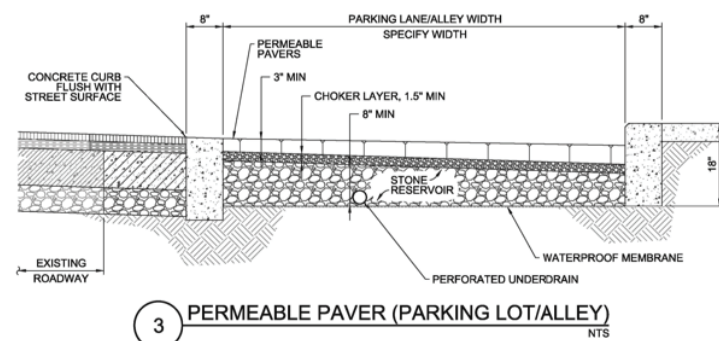 8"
PARKING LANE/ALLEY WIDTH
SPECIFY WIDTH
8"
PERMEABLE
PAVERS
3" MIN
CONCRETE CURB
FLUSH WITH
STREET SURFACE
CHOKER LAYER, 1.5" MIN
8" MIN
18"
STONE
RESERVOIR
WATERPROOF MEMBRANE
EXISTING
ROADWAY
PERFORATED UNDERDRAIN
3
PERMEABLE PAVER (PARKING LOT/ALLEY)
NTS